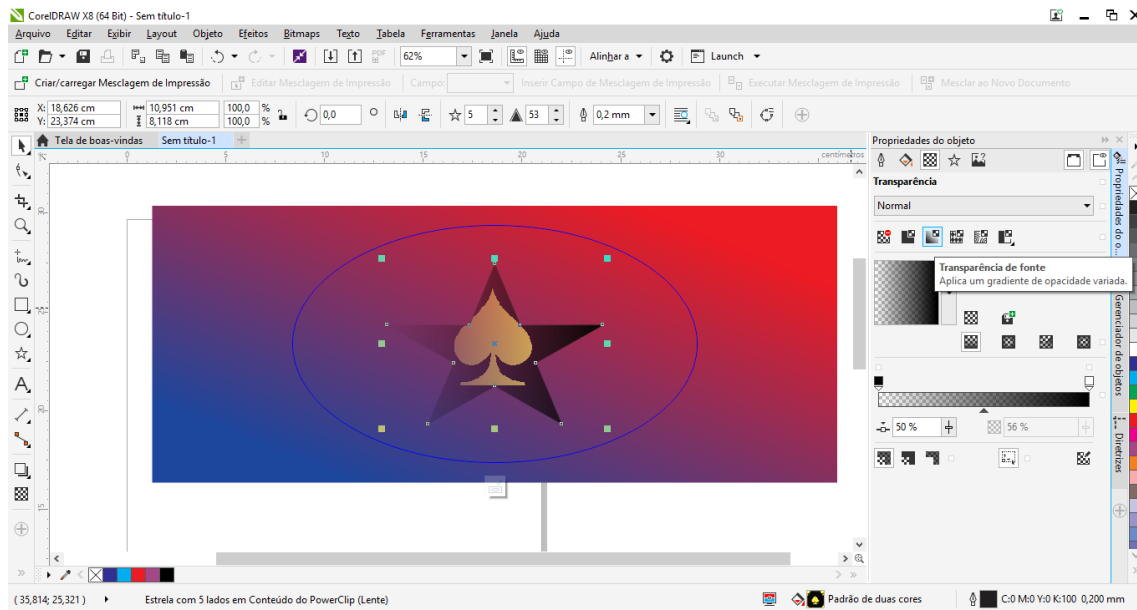 CorelDRAW X8 (64 Bit) - Sem título-1
Arquivo Editar Exibir Layout Objeto Efeitos Bitmaps Texto Tabela Ferramentas Janela Ajuda
PDF 62% Alinhar a Launch
Criar/carregar Mesclagem de Impressão Editar Mesclagem de Impressão Campo: Inserir Campo de Mesclagem de Impressão Executar Mesclagem de Impressão Mesclar ao Novo Documento
X: 18,626 cm 10,951 cm 100,0 %
Y: 23,374 cm 8,118 cm 100,0 %
0,0 5 53 0,2 mm
Tela de boas-vindas Sem título-1
0 5 10 15 20 25 30 centímetros
Propriedades do objeto
Transparência
Normal
Transparência de fonte
Aplica um gradiente de opacidade variada.
50 % 56 %
Propriedades do o...
Gerenciador de objetos
Diretrizes
(35,814; 25,321) Estrela com 5 lados em Conteúdo do PowerClip (Lente) Padrão de duas cores C:0 M:0 Y:0 K:100 0,200 mm